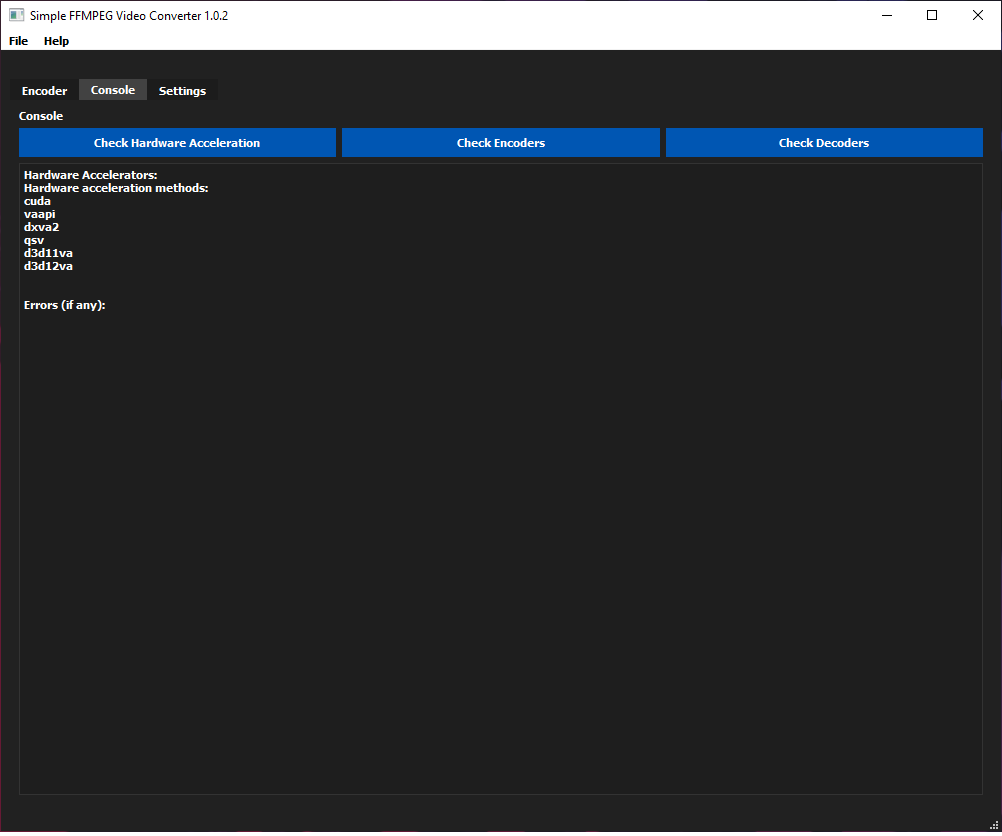 Simple FFMPEG Video Converter 1.0.2
File Help
Encoder Console Settings
Console
Check Hardware Acceleration Check Encoders Check Decoders
Hardware Accelerators:
Hardware acceleration methods:
cuda
vaapi
dxva2
qsv
d3d11va
d3d12va
Errors (if any):